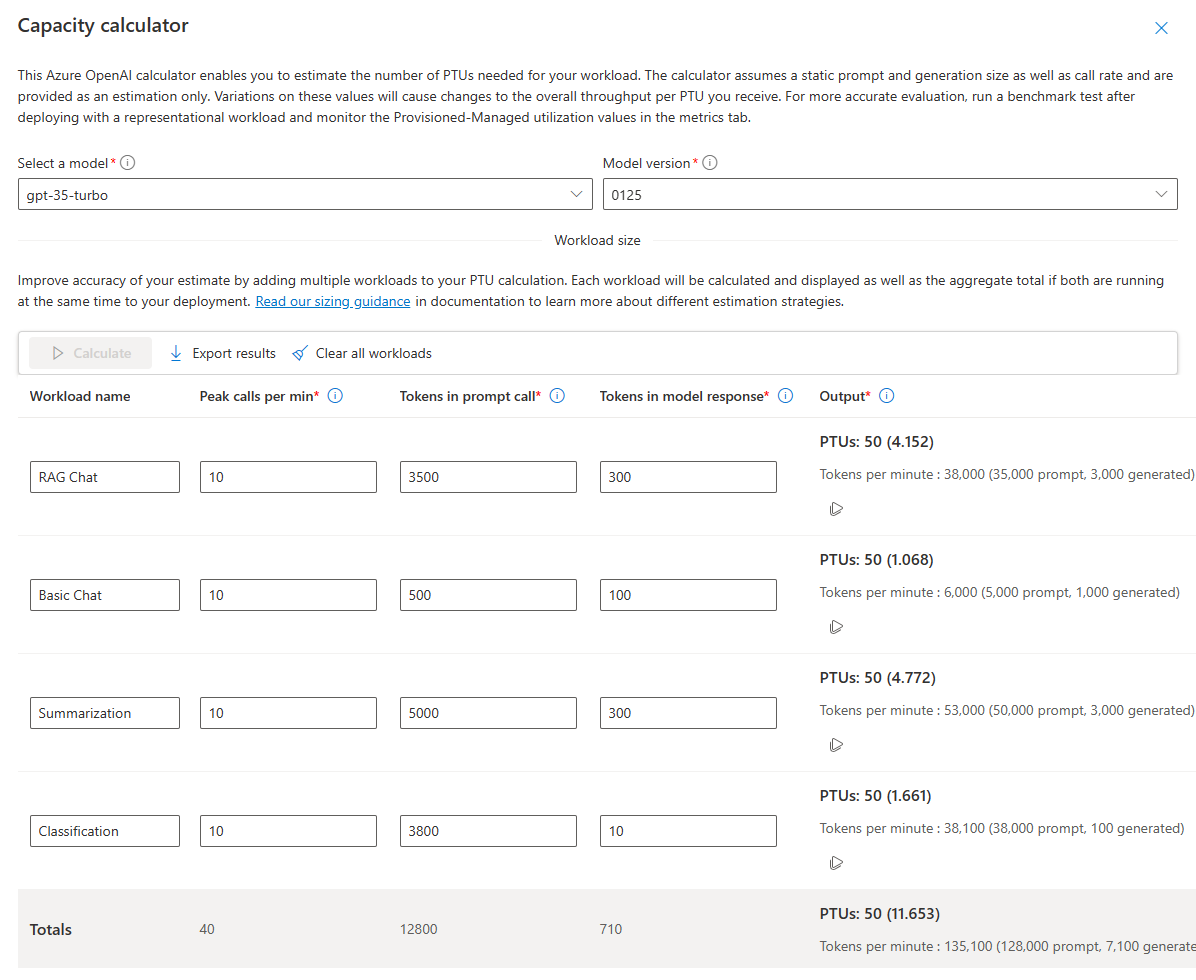 Capacity calculator
This Azure OpenAI calculator enables you to estimate the number of PTUs needed for your workload. The calculator assumes a static prompt and generation size as well as call rate and are
provided as an estimation only. Variations on these values will cause changes to the overall throughput per PTU you receive. For more accurate evaluation, run a benchmark test after
deploying with a representational workload and monitor the Provisioned-Managed utilization values in the metrics tab.
Select a model* Model version*
gpt-35-turbo 0125
Workload size
Improve accuracy of your estimate by adding multiple workloads to your PTU calculation. Each workload will be calculated and displayed as well as the aggregate total if both are running
at the same time to your deployment. Read our sizing guidance in documentation to learn more about different estimation strategies.
Calculate Export results Clear all workloads
Workload name Peak calls per min* Tokens in prompt call* Tokens in model response* Output*
PTUs: 50 (4.152)
RAG Chat 10 3500 300 Tokens per minute : 38,000 (35,000 prompt, 3,000 generated)
PTUs: 50 (1.068)
Basic Chat 10 500 100 Tokens per minute : 6,000 (5,000 prompt, 1,000 generated)
PTUs: 50 (4.772)
Summarization 10 5000 300 Tokens per minute : 53,000 (50,000 prompt, 3,000 generated)
PTUs: 50 (1.661)
Classification 10 3800 10 Tokens per minute : 38,100 (38,000 prompt, 100 generated)
PTUs: 50 (11.653)
Totals 40 12800 710
Tokens per minute : 135,100 (128,000 prompt, 7,100 generate